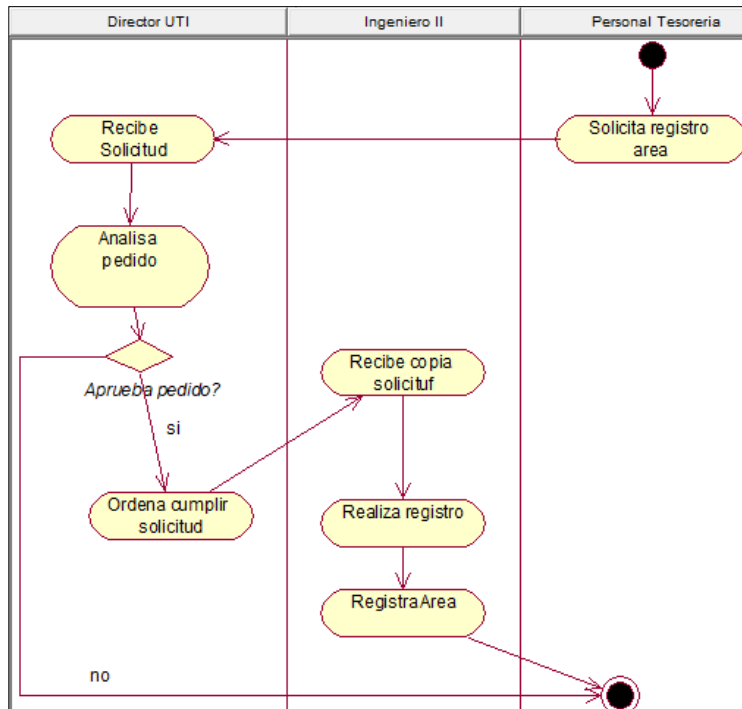 Director UTI
Ingeniero II
Personal Tesoreria
Recibe
Solicitud
Solicita registro
area
Analisa
pedido
Recibe copia
solicituf
Aprueba pedido?
si
Ordena cumplir
solicitud
Realiza registro
RegistraArea
no